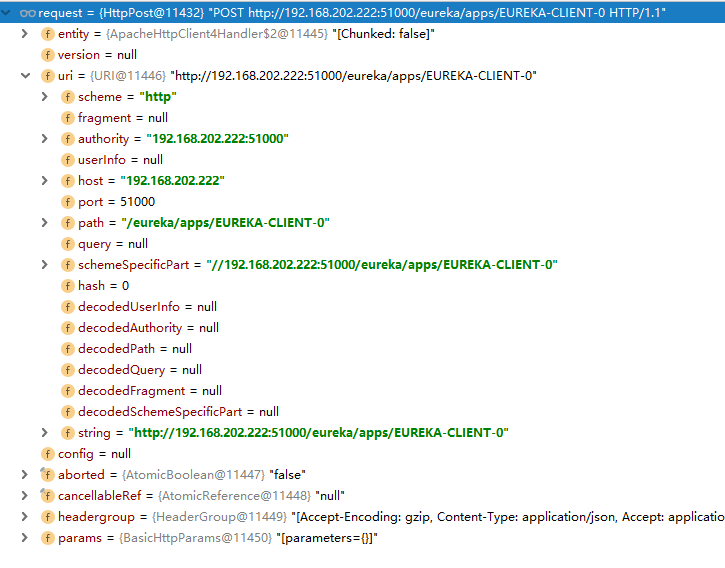 request = {HttpPost@11432} "POST http://192.168.202.222:51000/eureka/apps/EUREKA-CLIENT-0 HTTP/1.1"
f entity = {ApacheHttpClient4Handler$2@11445} "[Chunked: false]"
f version = null
f uri = {URI@11446} "http://192.168.202.222:51000/eureka/apps/EUREKA-CLIENT-0"
f scheme = "http"
f fragment = null
f authority = "192.168.202.222:51000"
f userInfo = null
f host = "192.168.202.222"
f port = 51000
f path = "/eureka/apps/EUREKA-CLIENT-0"
f query = null
f schemeSpecificPart = "//192.168.202.222:51000/eureka/apps/EUREKA-CLIENT-0"
f hash = 0
f decodedUserInfo = null
f decodedAuthority = null
f decodedPath = null
f decodedQuery = null
f decodedFragment = null
f decodedSchemeSpecificPart = null
f string = "http://192.168.202.222:51000/eureka/apps/EUREKA-CLIENT-0"
f config = null
f aborted = {AtomicBoolean@11447} "false"
f cancellableRef = {AtomicReference@11448} "null"
f headergroup = {HeaderGroup@11449} "[Accept-Encoding: gzip, Content-Type: application/json, Accept: applicatio
f params = {BasicHttpParams@11450} "[parameters={}]"